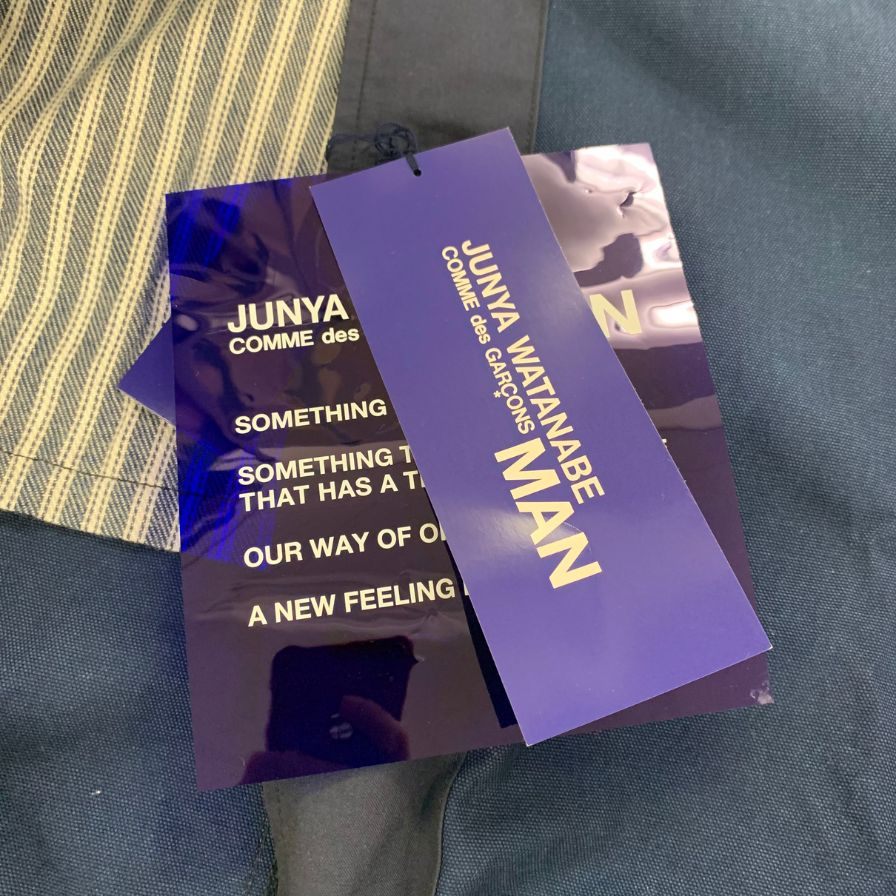 JUNYA WATANABE
COMME des GARÇONS
MAN
JUNYA
COMME des
N
SOMETHING
SOMETHING
THAT HAS A
OUR WAY OF
A NEW FEELING